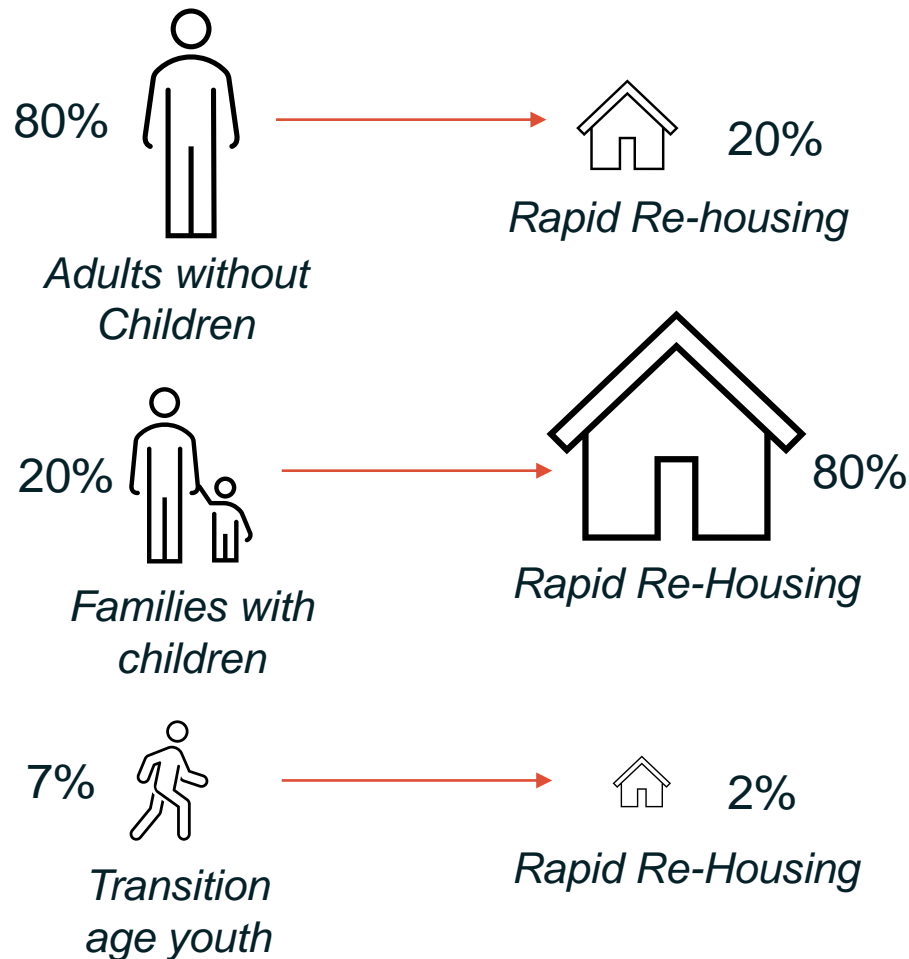 80%
20%
Rapid Re-housing
Adults without
Children
20%
80%
Rapid Re-Housing
Families with
children
7%
2%
Rapid Re-Housing
Transition
age youth